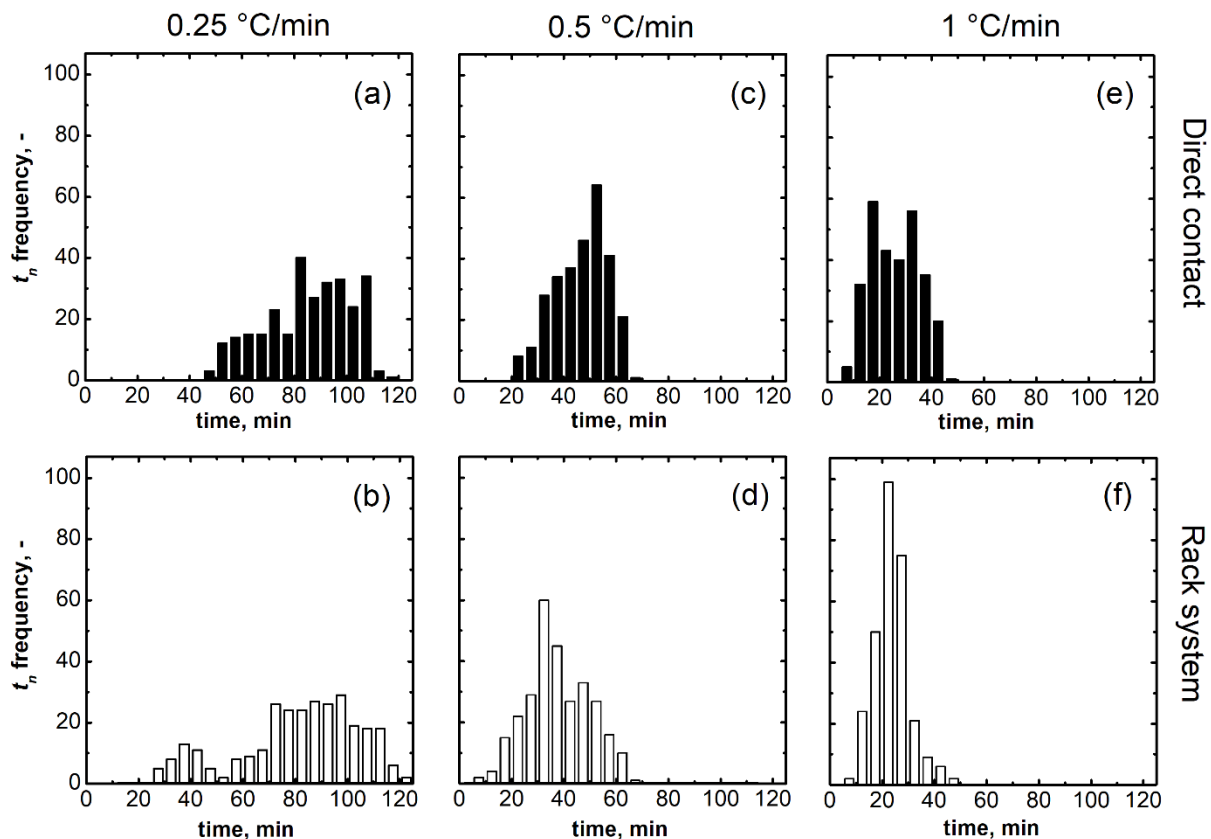 0.25 °C/min
0.5 °C/min
1 °C/min
100
80
60
40
20
0
tn frequency, -
(a)
(c)
(e)
Direct contact
0 20 40 60 80 100 120
0 20 40 60 80 100 120
0 20 40 60 80 100 120
time, min
time, min
time, min
100
80
60
40
20
0
tn frequency, -
(b)
(d)
(f)
Rack system
0 20 40 60 80 100 120
0 20 40 60 80 100 120
0 20 40 60 80 100 120
time, min
time, min
time, min